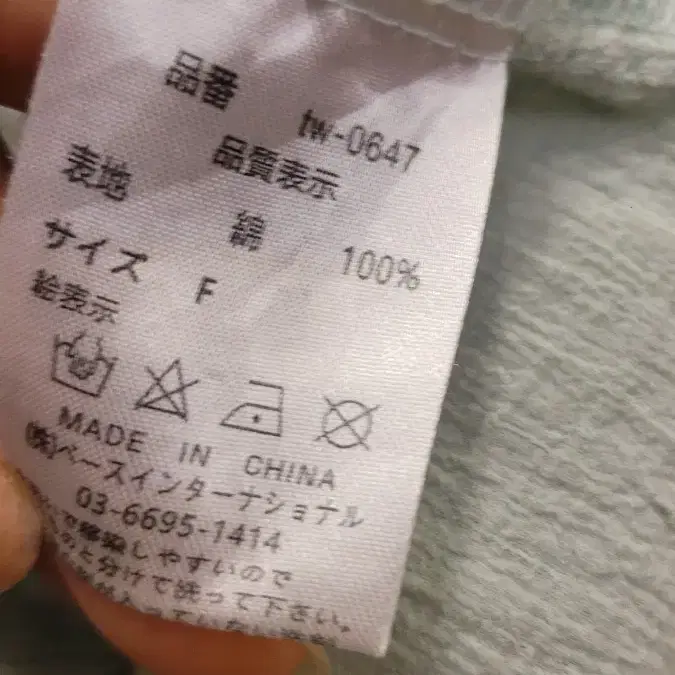 品番 tw-0647
品質表示
表地 綿 100%
サイズ F
絵表示
MADE IN CHINA
(株)ベースインターナショナル
03-6695-1414
移染しやすいので
と分けて洗って下さい。